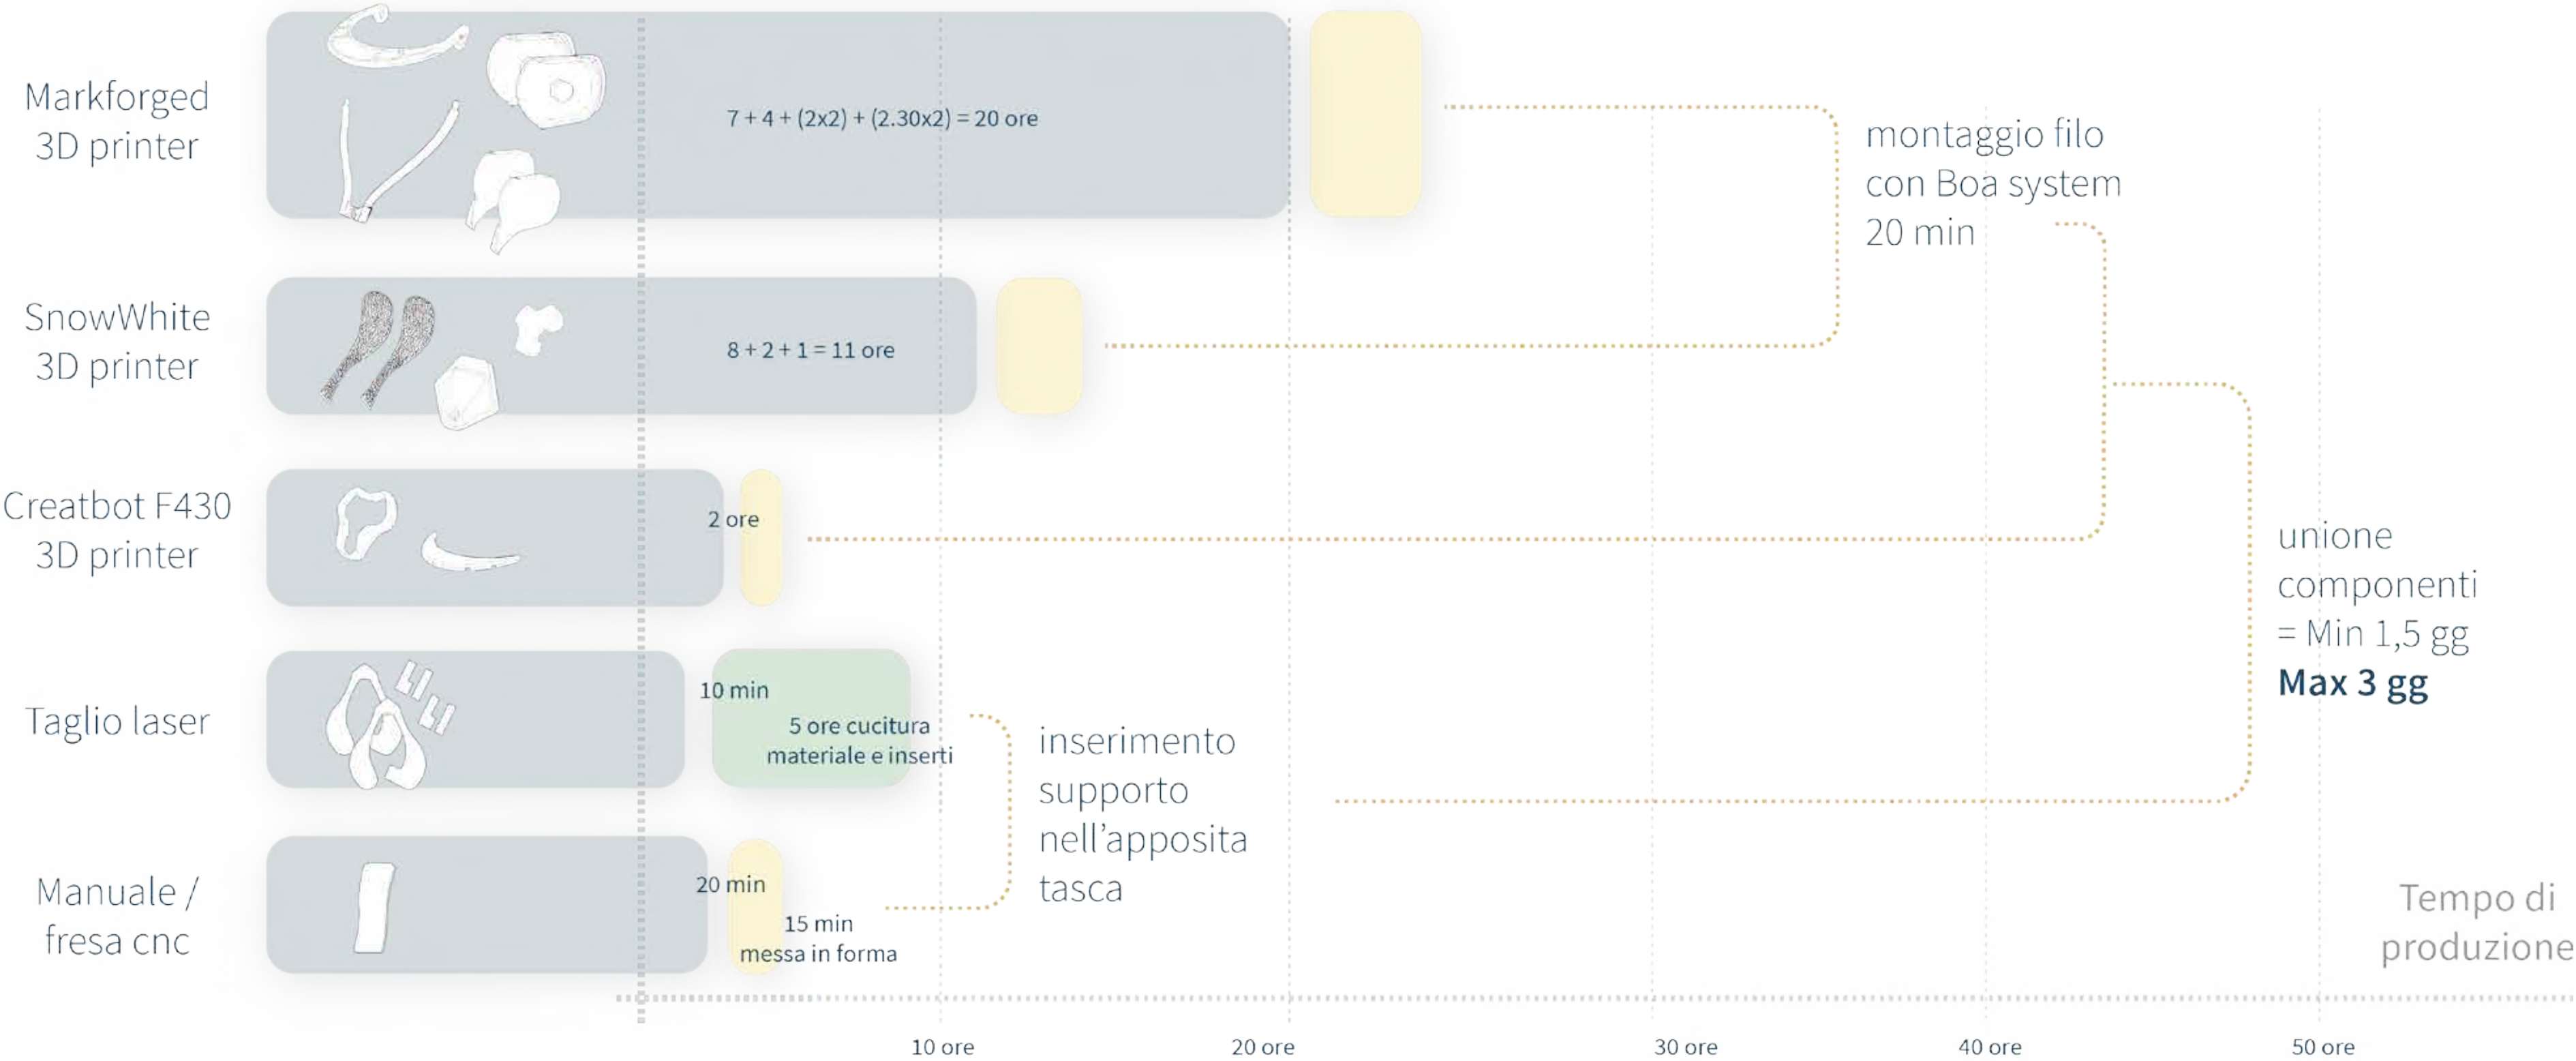 Markforged
3D printer
7 + 4 + (2x2) + (2.30x2) = 20 ore
montaggio filo
con Boa system
20 min
SnowWhite
3D printer
8 + 2 + 1 = 11 ore
Creatbot F430
3D printer
2 ore
unione
componenti
= Min 1,5 gg
Max 3 gg
Taglio laser
10 min
5 ore cucitura
materiale e inserti
inserimento
supporto
nell'apposita
tasca
Manuale /
fresa cnc
20 min
15 min
messa in forma
Tempo di
produzione
10 ore
20 ore
30 ore
40 ore
50 ore